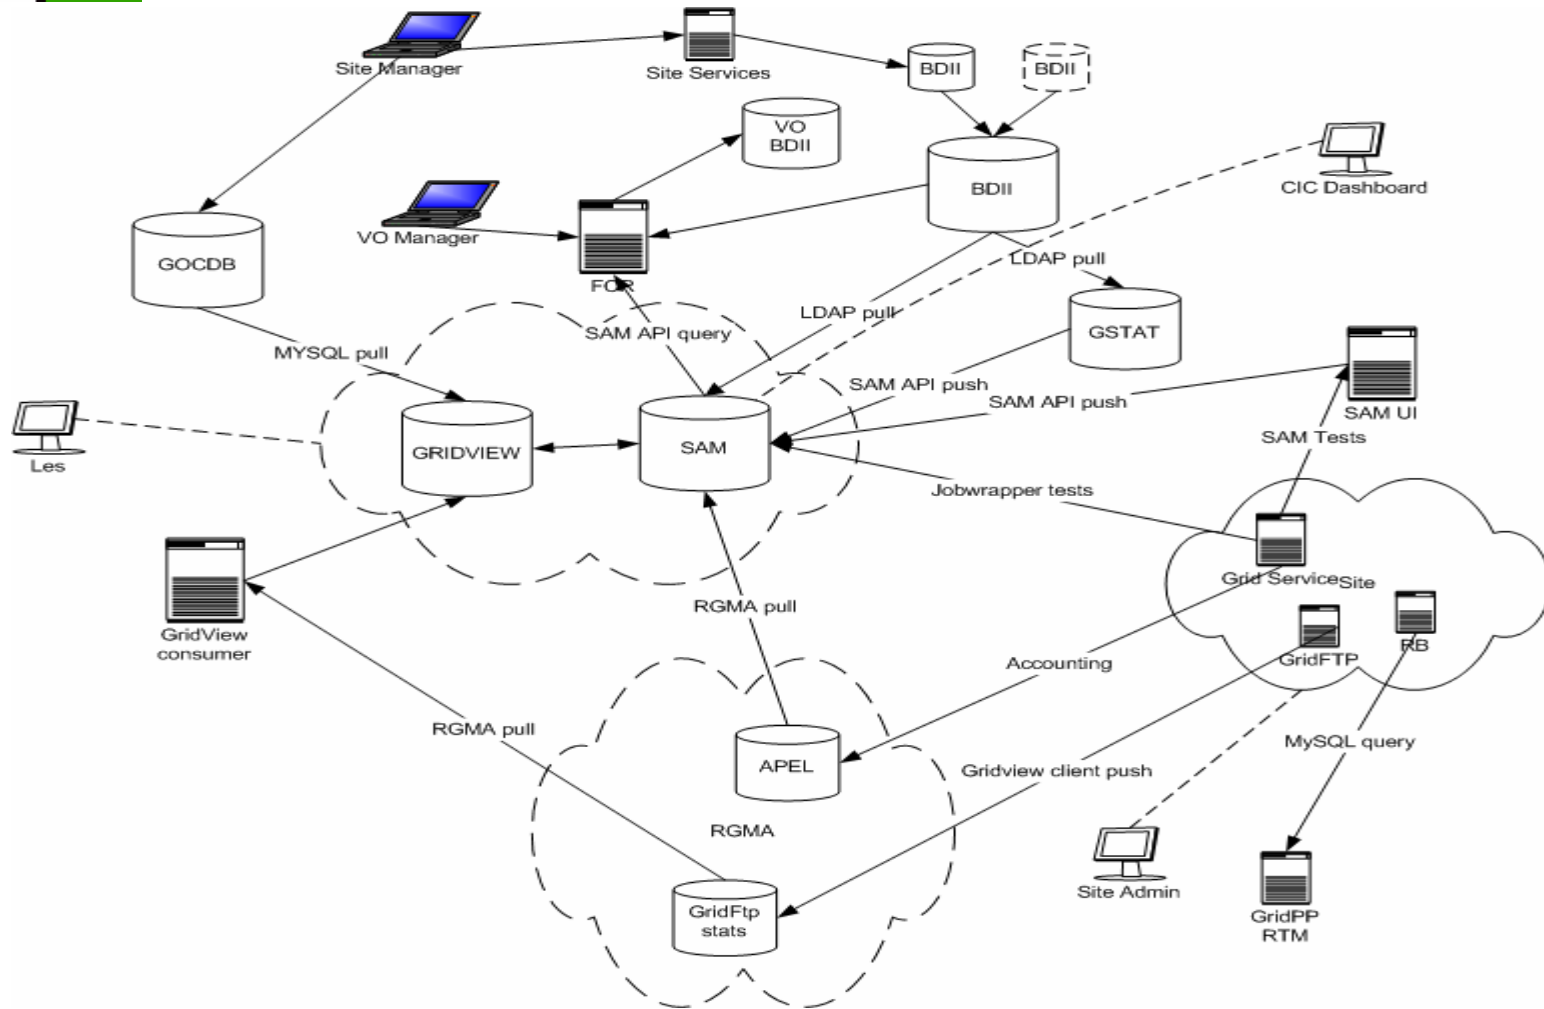 Site Manager
Site Services
BDII
BDII
VO
BDII
BDII
CIC Dashboard
VO Manager
GOCDB
FCR
LDAP pull
LDAP pull
SAM API query
GSTAT
MYSQL pull
SAM API push
SAM API push
SAM UI
Les
GRIDVIEW
SAM
SAM Tests
Jobwrapper tests
Grid Service
Site
RGMA pull
GridView
consumer
GridFTP
RB
Accounting
RGMA pull
MySQL query
APEL
Gridview client push
RGMA
Site Admin
GridFtp
stats
GridPP
RTM